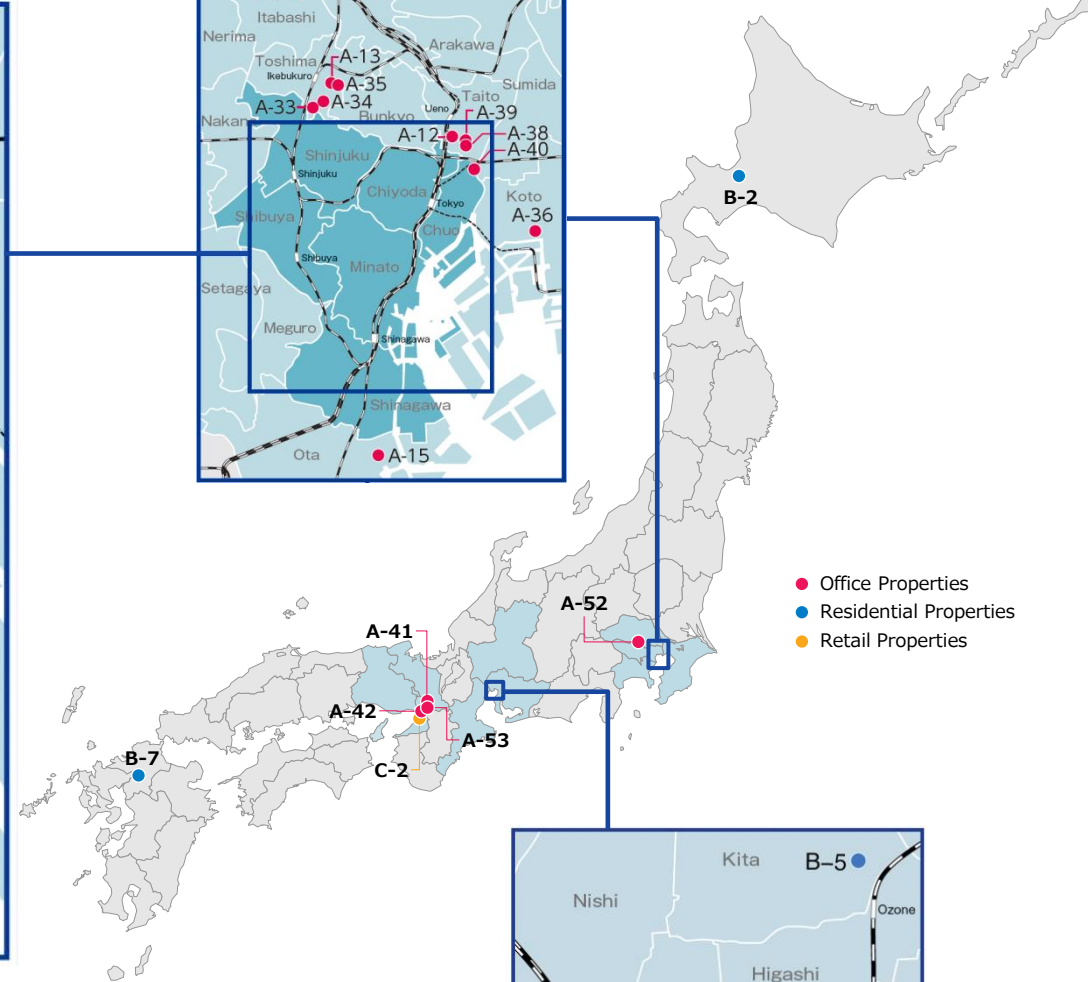 Itabashi
Nerima
Arakawa
Toshima
A-13
Ikebukuro
A-35
Sumida
A-34
Taito
A-33
Ueno
A-39
Bunkyo
Nakan
A-12
A-38
A-40
Shinjuku
Shinjuku
Chiyoda
Koto
Tokyo
A-36
Shibuya
Chuo
Shibuya
Minato
Setagaya
Meguro
Shinagawa
Shinagawa
Ota
A-15
B-2
Office Properties
Residential Properties
Retail Properties
A-52
A-41
A-42
A-53
C-2
B-7
Kita
B–5
Nishi
Ozone
Higashi